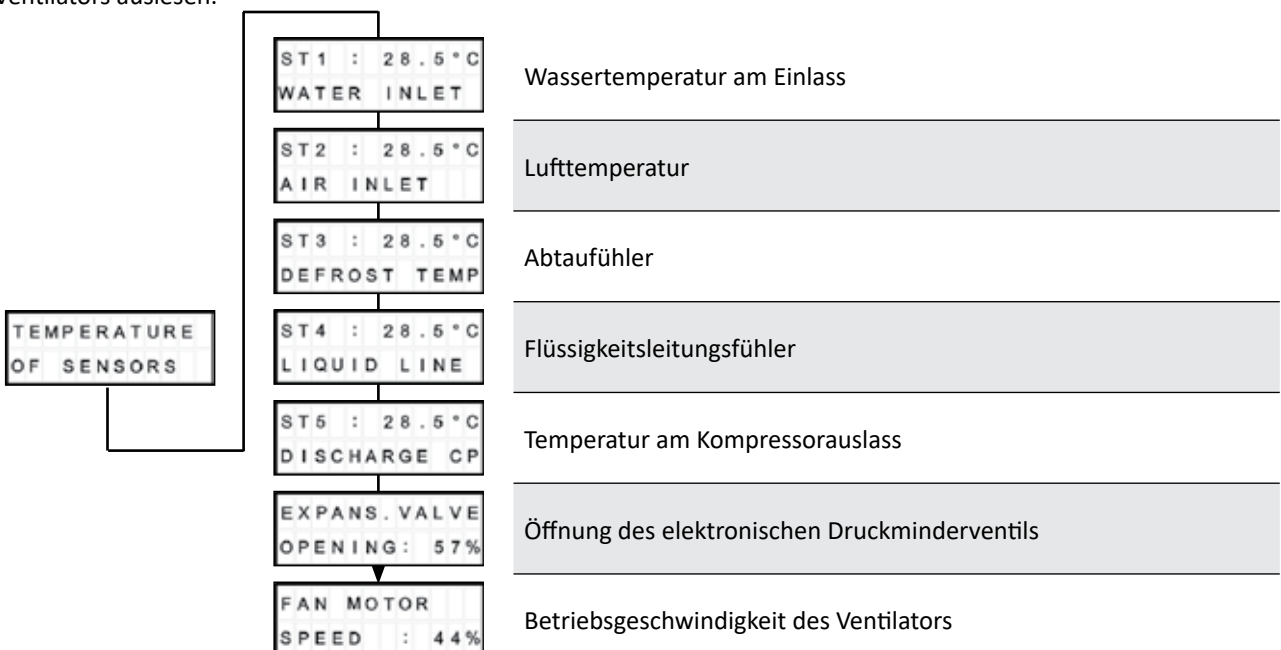 Ventilators auslesen.
ST1 : 28.5°C
WATER INLET
Wassertemperatur am Einlass
ST2 : 28.5°C
AIR INLET
Lufttemperatur
ST3 : 28.5°C
DEFROST TEMP
Abtaufühler
TEMPERATURE
OF SENSORS
ST4 : 28.5°C
LIQUID LINE
Flüssigkeitsleitungsfühler
ST5 : 28.5°C
DISCHARGE CP
Temperatur am Kompressorauslass
EXPANS.VALVE
OPENING: 57%
Öffnung des elektronischen Druckminderventils
FAN MOTOR
SPEED : 44%
Betriebsgeschwindigkeit des Ventilators